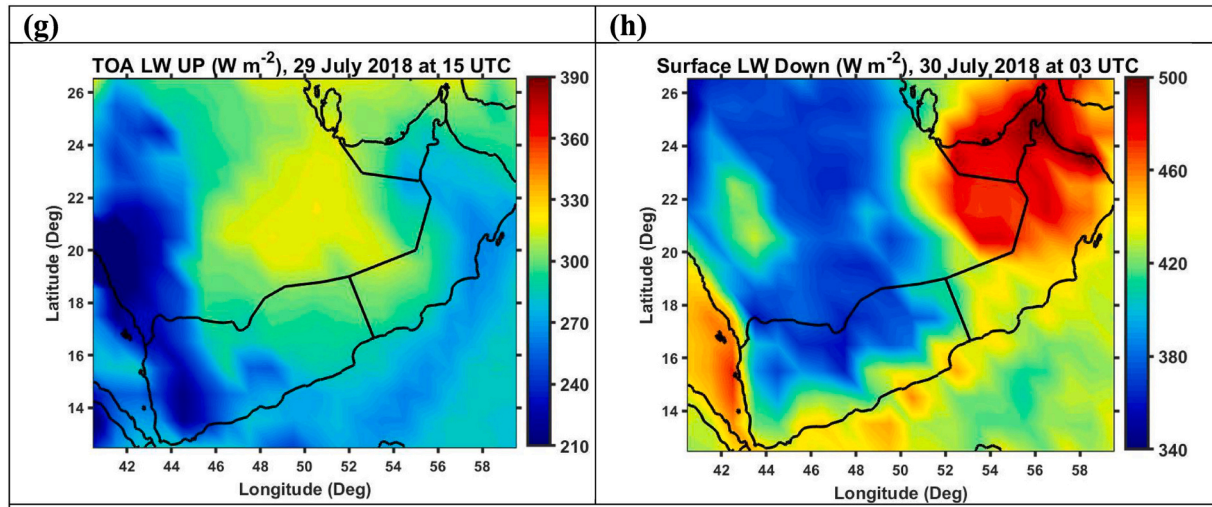 (g)
TOA LW UP (W m-2), 29 July 2018 at 15 UTC
26
24
22
20
18
16
14
Latitude (Deg)
42 44 46 48 50 52 54 56 58
Longitude (Deg)
390
360
330
300
270
240
210
(h)
Surface LW Down (W m-2), 30 July 2018 at 03 UTC
26
24
22
20
18
16
14
Latitude (Deg)
42 44 46 48 50 52 54 56 58
Longitude (Deg)
500
460
420
380
340